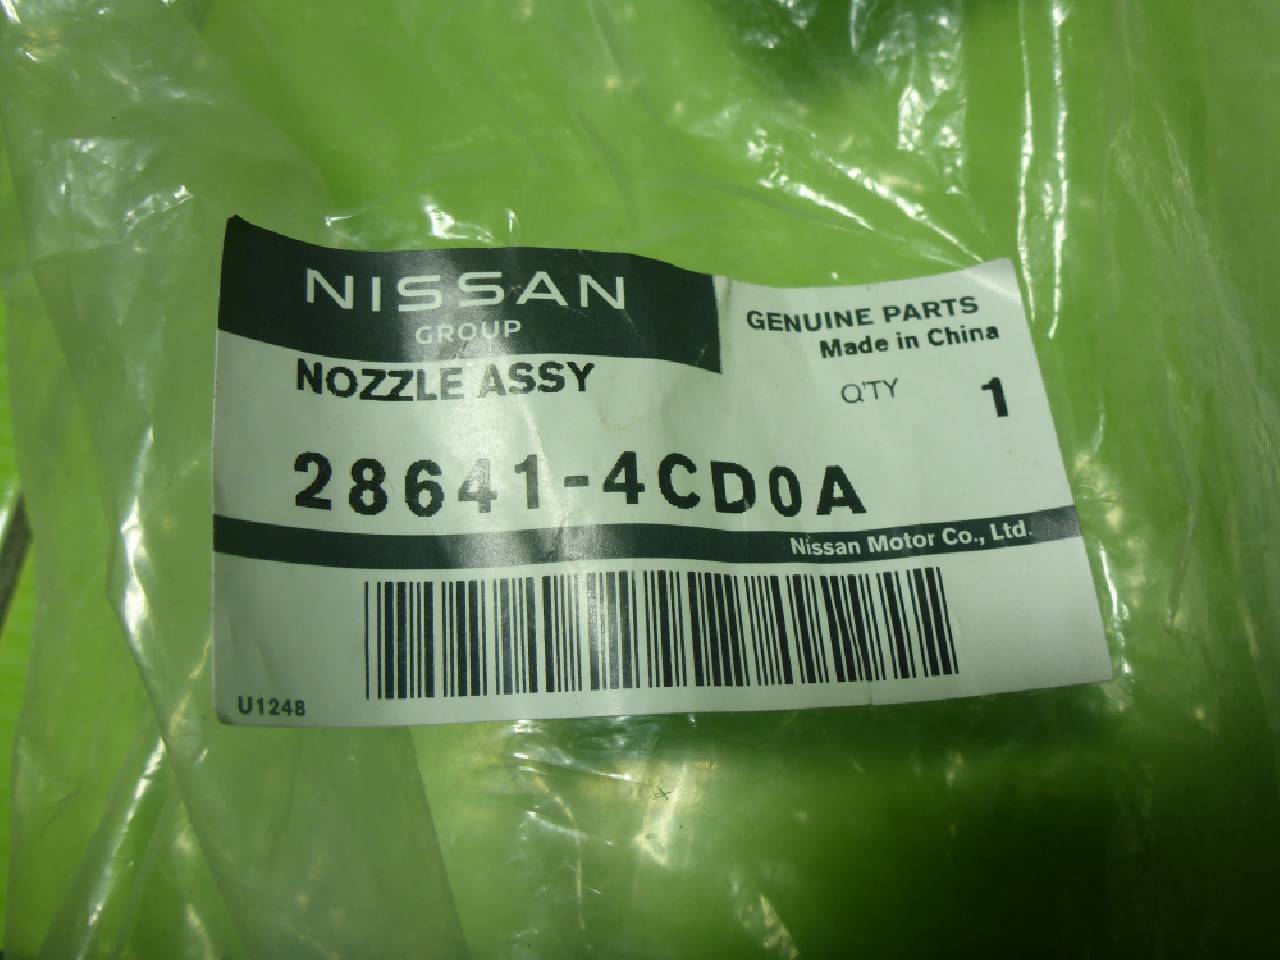 NISSAN
GROUP
GENUINE PARTS
Made in China
NOZZLE ASSY
Q'TY 1
28641-4CD0A
Nissan Motor Co., Ltd.
U1248